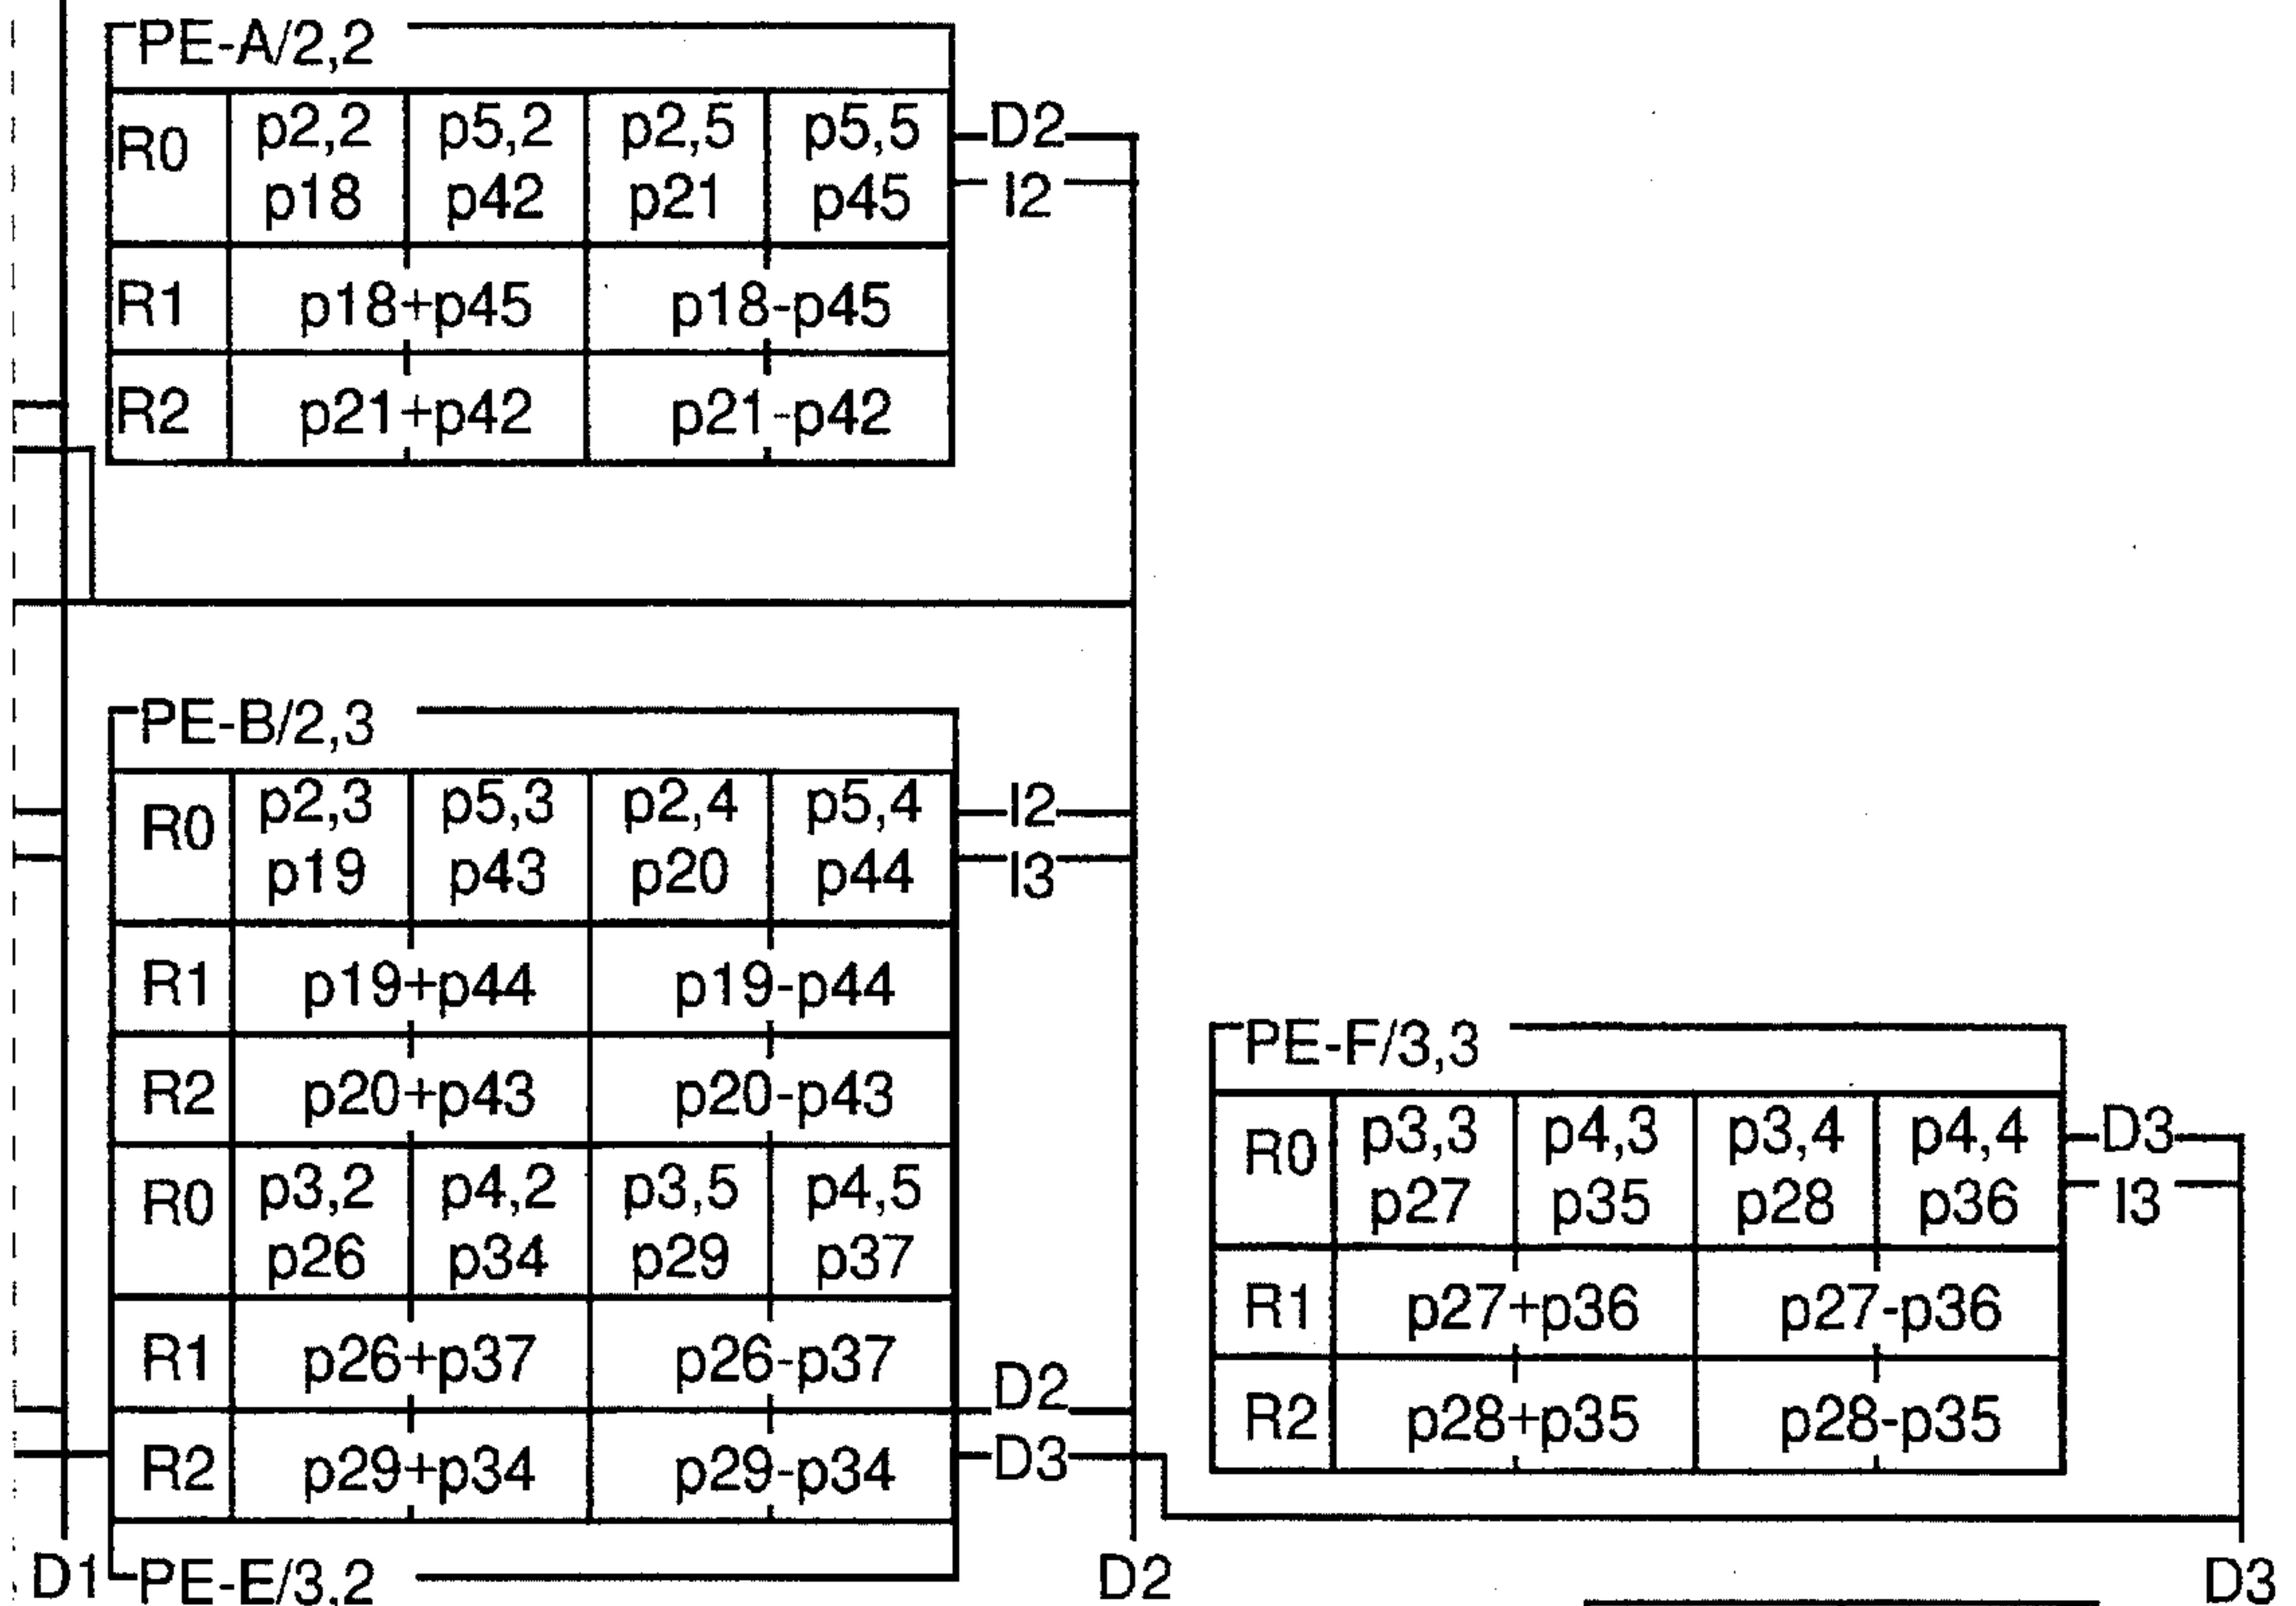 PE-A/2,2
R0 p2,2 p5,2 p2,5 p5,5
p18 p42 p21 p45
D2
I2
R1 p18+p45 p18-p45
R2 p21+p42 p21-p42
PE-B/2,3
R0 p2,3 p5,3 p2,4 p5,4
p19 p43 p20 p44
I2
I3
R1 p19+p44 p19-p44
R2 p20+p43 p20-p43
R0 p3,2 p4,2 p3,5 p4,5
p26 p34 p29 p37
R1 p26+p37 p26-p37
D2
R2 p29+p34 p29-p34
D3
PE-E/3,2
PE-F/3,3
R0 p3,3 p4,3 p3,4 p4,4
p27 p35 p28 p36
D3
I3
R1 p27+p36 p27-p36
R2 p28+p35 p28-p35
D1
D2
D3